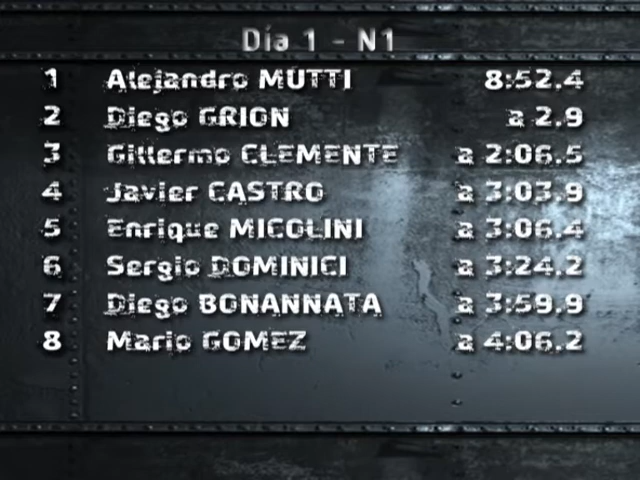 Día 1 - N1
1 Alejandro MUTTI 8:52.4
2 Diego GRION a 2.9
3 Gillermo CLEMENTE a 2:06.5
4 Javier CASTRO a 3:03.9
5 Enrique MICOLINI a 3:06.4
6 Sergio DOMINICI a 3:24.2
7 Diego BONANNATA a 3:59.9
8 Mario GOMEZ a 4:06.2